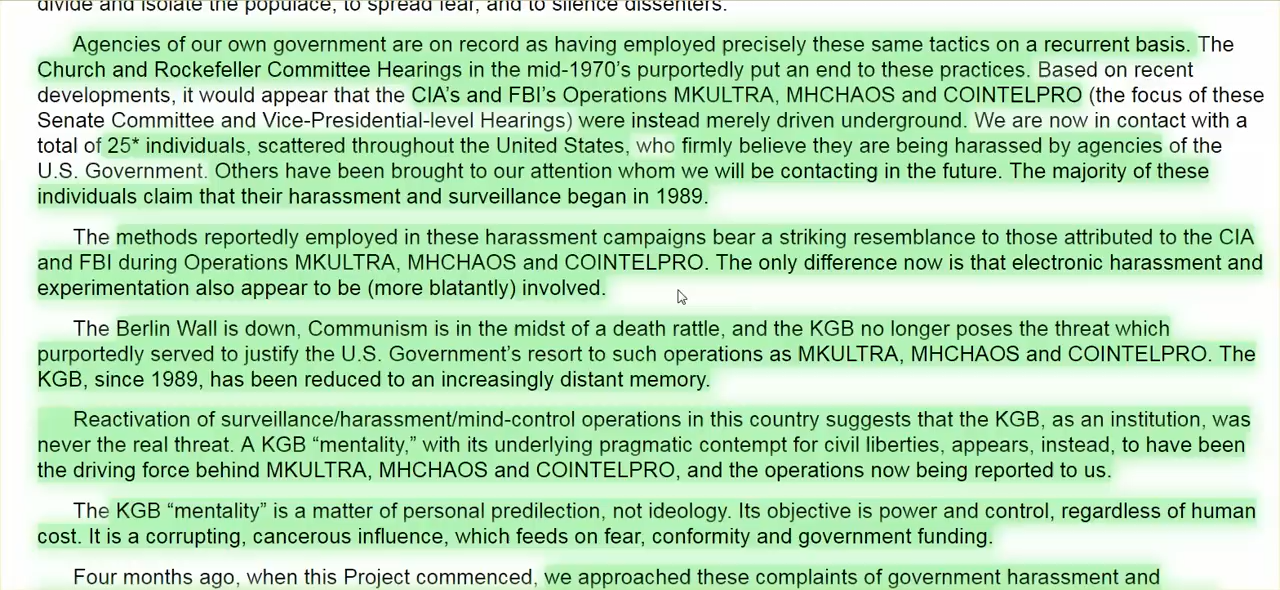 divide and isolate the populace, to spread fear, and to silence dissenters.
Agencies of our own government are on record as having employed precisely these same tactics on a recurrent basis. The
Church and Rockefeller Committee Hearings in the mid-1970’s purportedly put an end to these practices. Based on recent
developments, it would appear that the CIA’s and FBI’s Operations MKULTRA, MHCHAOS and COINTELPRO (the focus of these
Senate Committee and Vice-Presidential-level Hearings) were instead merely driven underground. We are now in contact with a
total of 25* individuals, scattered throughout the United States, who firmly believe they are being harassed by agencies of the
U.S. Government. Others have been brought to our attention whom we will be contacting in the future. The majority of these
individuals claim that their harassment and surveillance began in 1989.
The methods reportedly employed in these harassment campaigns bear a striking resemblance to those attributed to the CIA
and FBI during Operations MKULTRA, MHCHAOS and COINTELPRO. The only difference now is that electronic harassment and
experimentation also appear to be (more blatantly) involved.
The Berlin Wall is down, Communism is in the midst of a death rattle, and the KGB no longer poses the threat which
purportedly served to justify the U.S. Government’s resort to such operations as MKULTRA, MHCHAOS and COINTELPRO. The
KGB, since 1989, has been reduced to an increasingly distant memory.
Reactivation of surveillance/harassment/mind-control operations in this country suggests that the KGB, as an institution, was
never the real threat. A KGB “mentality,” with its underlying pragmatic contempt for civil liberties, appears, instead, to have been
the driving force behind MKULTRA, MHCHAOS and COINTELPRO, and the operations now being reported to us.
The KGB “mentality” is a matter of personal predilection, not ideology. Its objective is power and control, regardless of human
cost. It is a corrupting, cancerous influence, which feeds on fear, conformity and government funding.
Four months ago, when this Project commenced, we approached these complaints of government harassment and